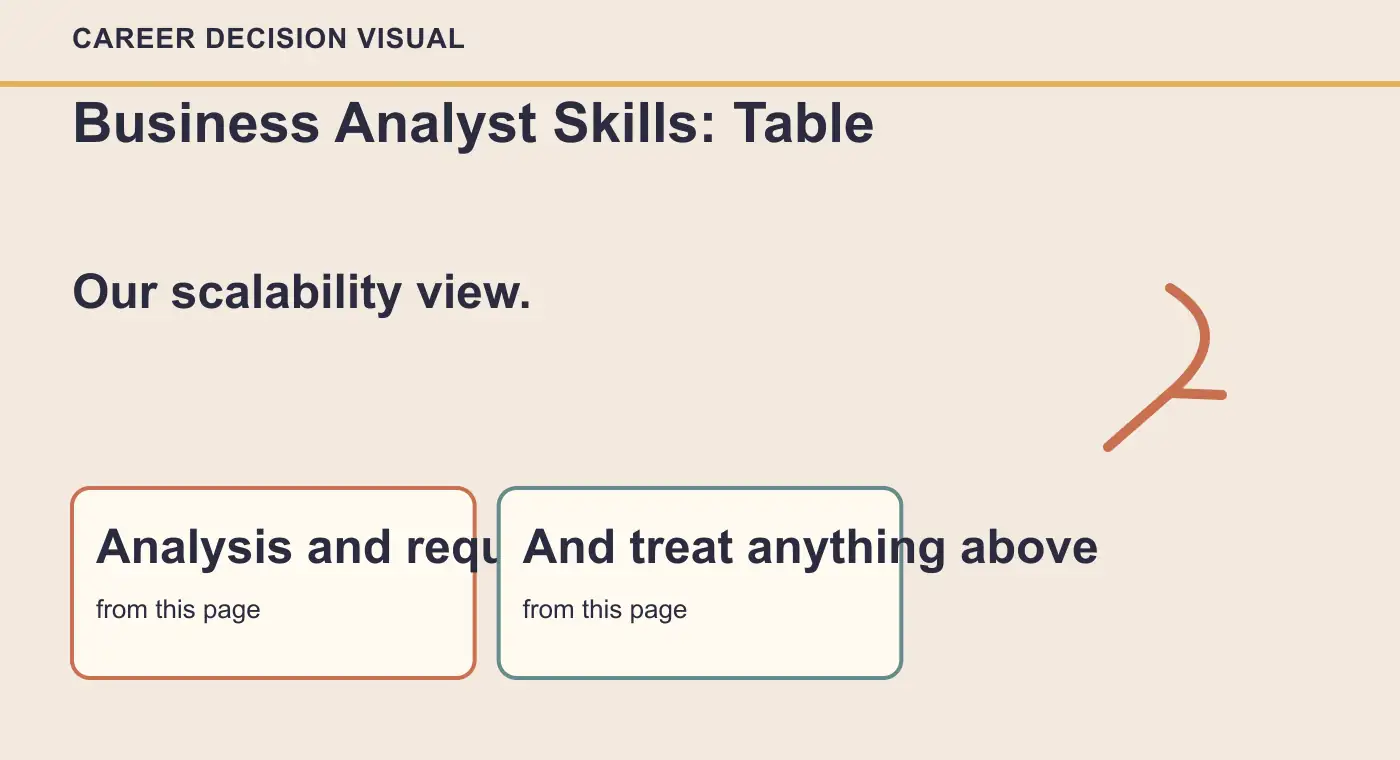 CAREER DECISION VISUAL
Business Analyst Skills: Table
Our scalability view.
Analysis and
from this page
And treat anything above
from this page